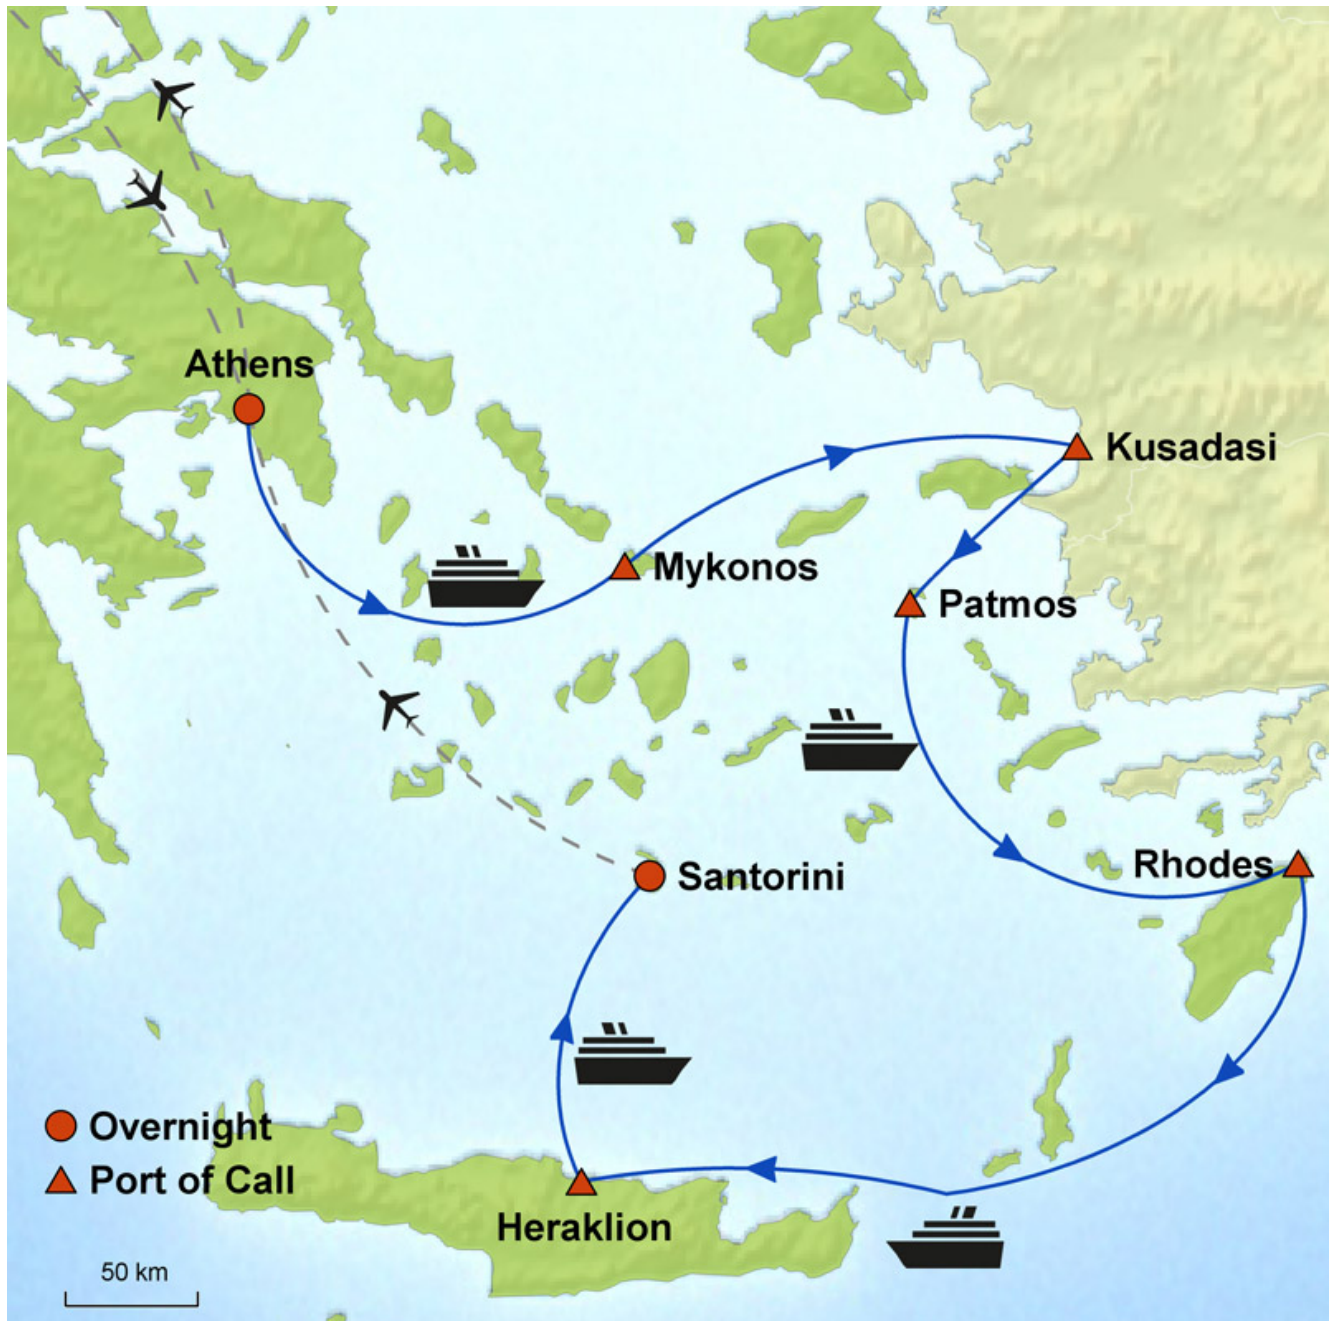 Athens
Kusadasi
Mykonos
Patmos
Rhodes
Santorini
Overnight
Port of Call
Heraklion
50 km